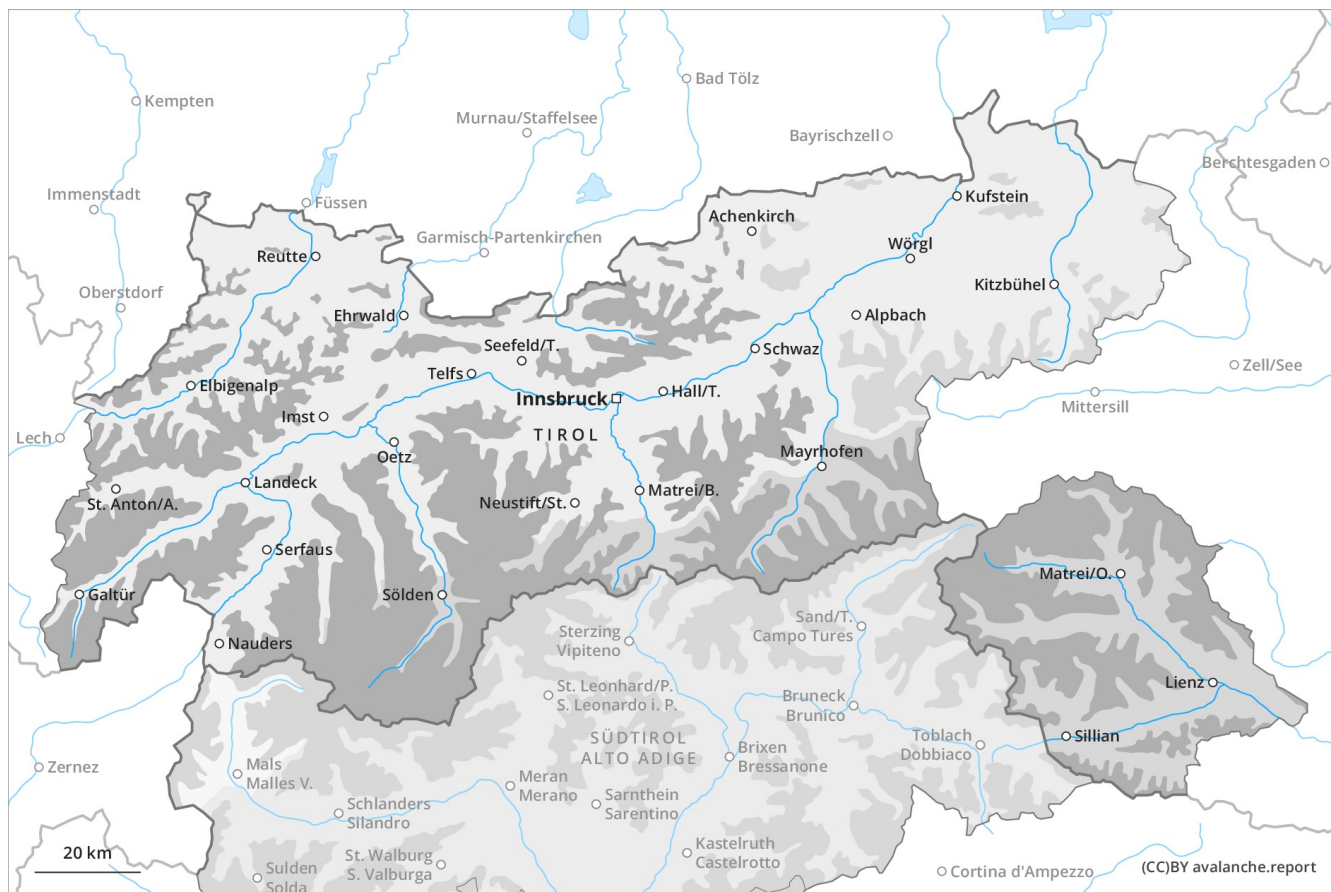 Kempten
Bad Tölz
Murnau/Staffelsee
Bayrischzell
Berchtesgaden
Immenstadt
Füssen
Kufstein
Achenkirch
Garmisch-Partenkirchen
Wörgl
Reutte
Kitzbühel
Oberstdorf
Ehrwald
Alpbach
Seefeld/T.
Schwaz
Zell/See
Telfs
Elbigenalp
Hall/T.
Innsbruck
Mittersill
Imst
TIROL
Lech
Oetz
Mayrhofen
Landeck
Matrei/B.
St. Anton/A.
Neustift/St.
Serfaus
Matrei/O.
Galtür
Sölden
Sand/T.
Campo Tures
Sterzing
Vipiteno
Nauders
Lienz
St. Leonhard/P.
S. Leonardo i. P.
Bruneck
Brunico
Sillian
Toblach
Dobbiaco
SÜDTIROL
ALTO ADIGE
Brixen
Bressanone
Zernez
Mals
Malles V.
Meran
Merano
Schlanders
Silandro
Sarnthein
Sarentino
20 km
St. Walburg
S. Valburga
Kastelruth
Castelrotto
Sulden
Solda
Cortina d'Ampezzo
(CC)BY avalanche.report